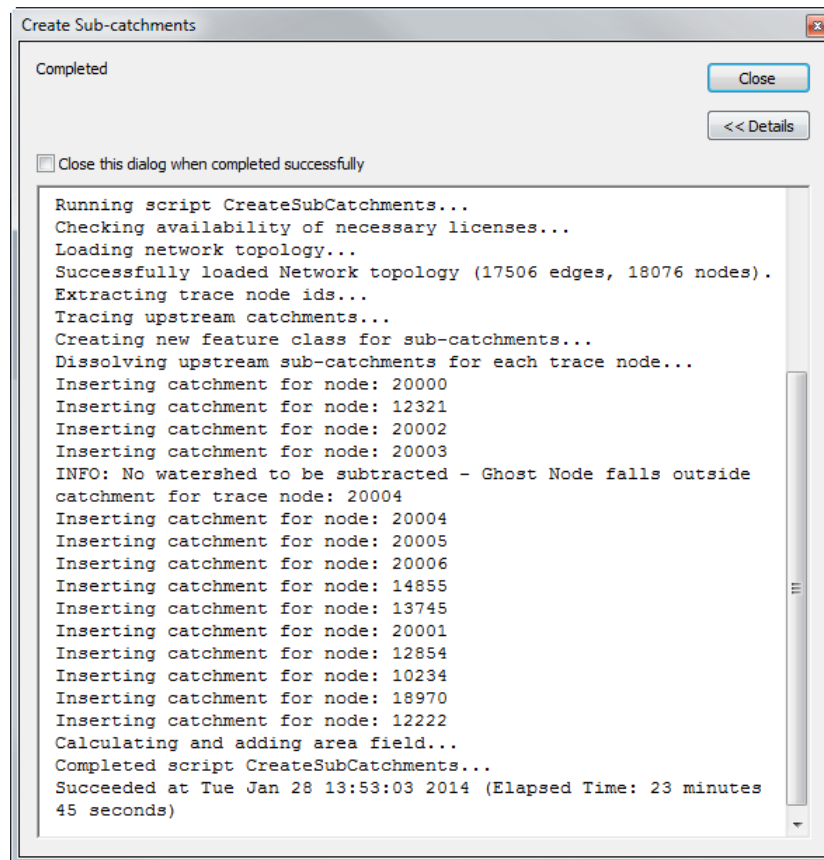 Create Sub-catchments
x
Completed
Close
<< Details
Close this dialog when completed successfully
Running script CreateSubCatchments...
Checking availability of necessary licenses...
Loading network topology...
Successfully loaded Network topology (17506 edges, 18076 nodes).
Extracting trace node ids...
Tracing upstream catchments...
Creating new feature class for sub-catchments...
Dissolving upstream sub-catchments for each trace node...
Inserting catchment for node: 20000
Inserting catchment for node: 12321
Inserting catchment for node: 20002
Inserting catchment for node: 20003
INFO: No watershed to be subtracted - Ghost Node falls outside
catchment for trace node: 20004
Inserting catchment for node: 20004
Inserting catchment for node: 20005
Inserting catchment for node: 20006
Inserting catchment for node: 14855
Inserting catchment for node: 13745
Inserting catchment for node: 20001
Inserting catchment for node: 12854
Inserting catchment for node: 10234
Inserting catchment for node: 18970
Inserting catchment for node: 12222
Calculating and adding area field...
Completed script CreateSubCatchments...
Succeeded at Tue Jan 28 13:53:03 2014 (Elapsed Time: 23 minutes
45 seconds)